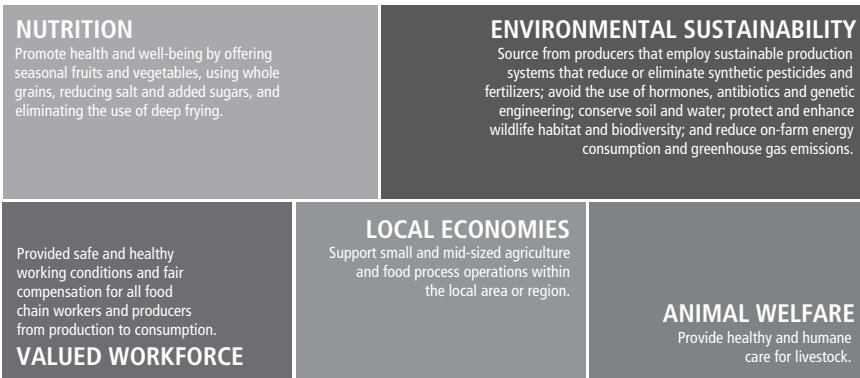 NUTRITION
Promote health and well-being by offering
seasonal fruits and vegetables, using whole
grains, reducing salt and added sugars, and
eliminating the use of deep frying.
ENVIRONMENTAL SUSTAINABILITY
Source from producers that employ sustainable production
systems that reduce or eliminate synthetic pesticides and
fertilizers; avoid the use of hormones, antibiotics and genetic
engineering; conserve soil and water; protect and enhance
wildlife habitat and biodiversity; and reduce on-farm energy
consumption and greenhouse gas emissions.
Provided safe and healthy
working conditions and fair
compensation for all food
chain workers and producers
from production to consumption.
VALUED WORKFORCE
LOCAL ECONOMIES
Support small and mid-sized agriculture
and food process operations within
the local area or region.
ANIMAL WELFARE
Provide healthy and humane
care for livestock.